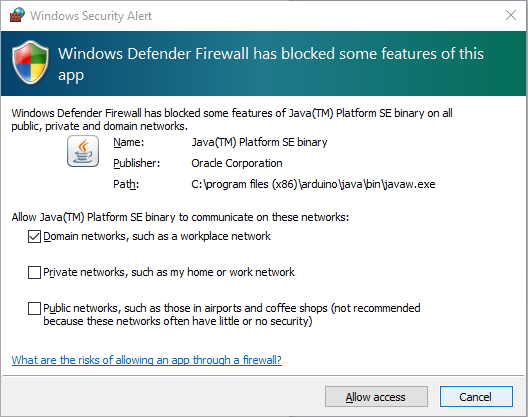 Windows Security Alert
Windows Defender Firewall has blocked some features of this
app
Windows Defender Firewall has blocked some features of Java(TM) Platform SE binary on all
public, private and domain networks.
Name: Java(TM) Platform SE binary
Publisher: Oracle Corporation
Path: C:\program files (x86)\arduino\java\bin\javaw.exe
Allow Java(TM) Platform SE binary to communicate on these networks:
Domain networks, such as a workplace network
Private networks, such as my home or work network
Public networks, such as those in airports and coffee shops (not recommended
because these networks often have little or no security)
What are the risks of allowing an app through a firewall?
Allow access Cancel